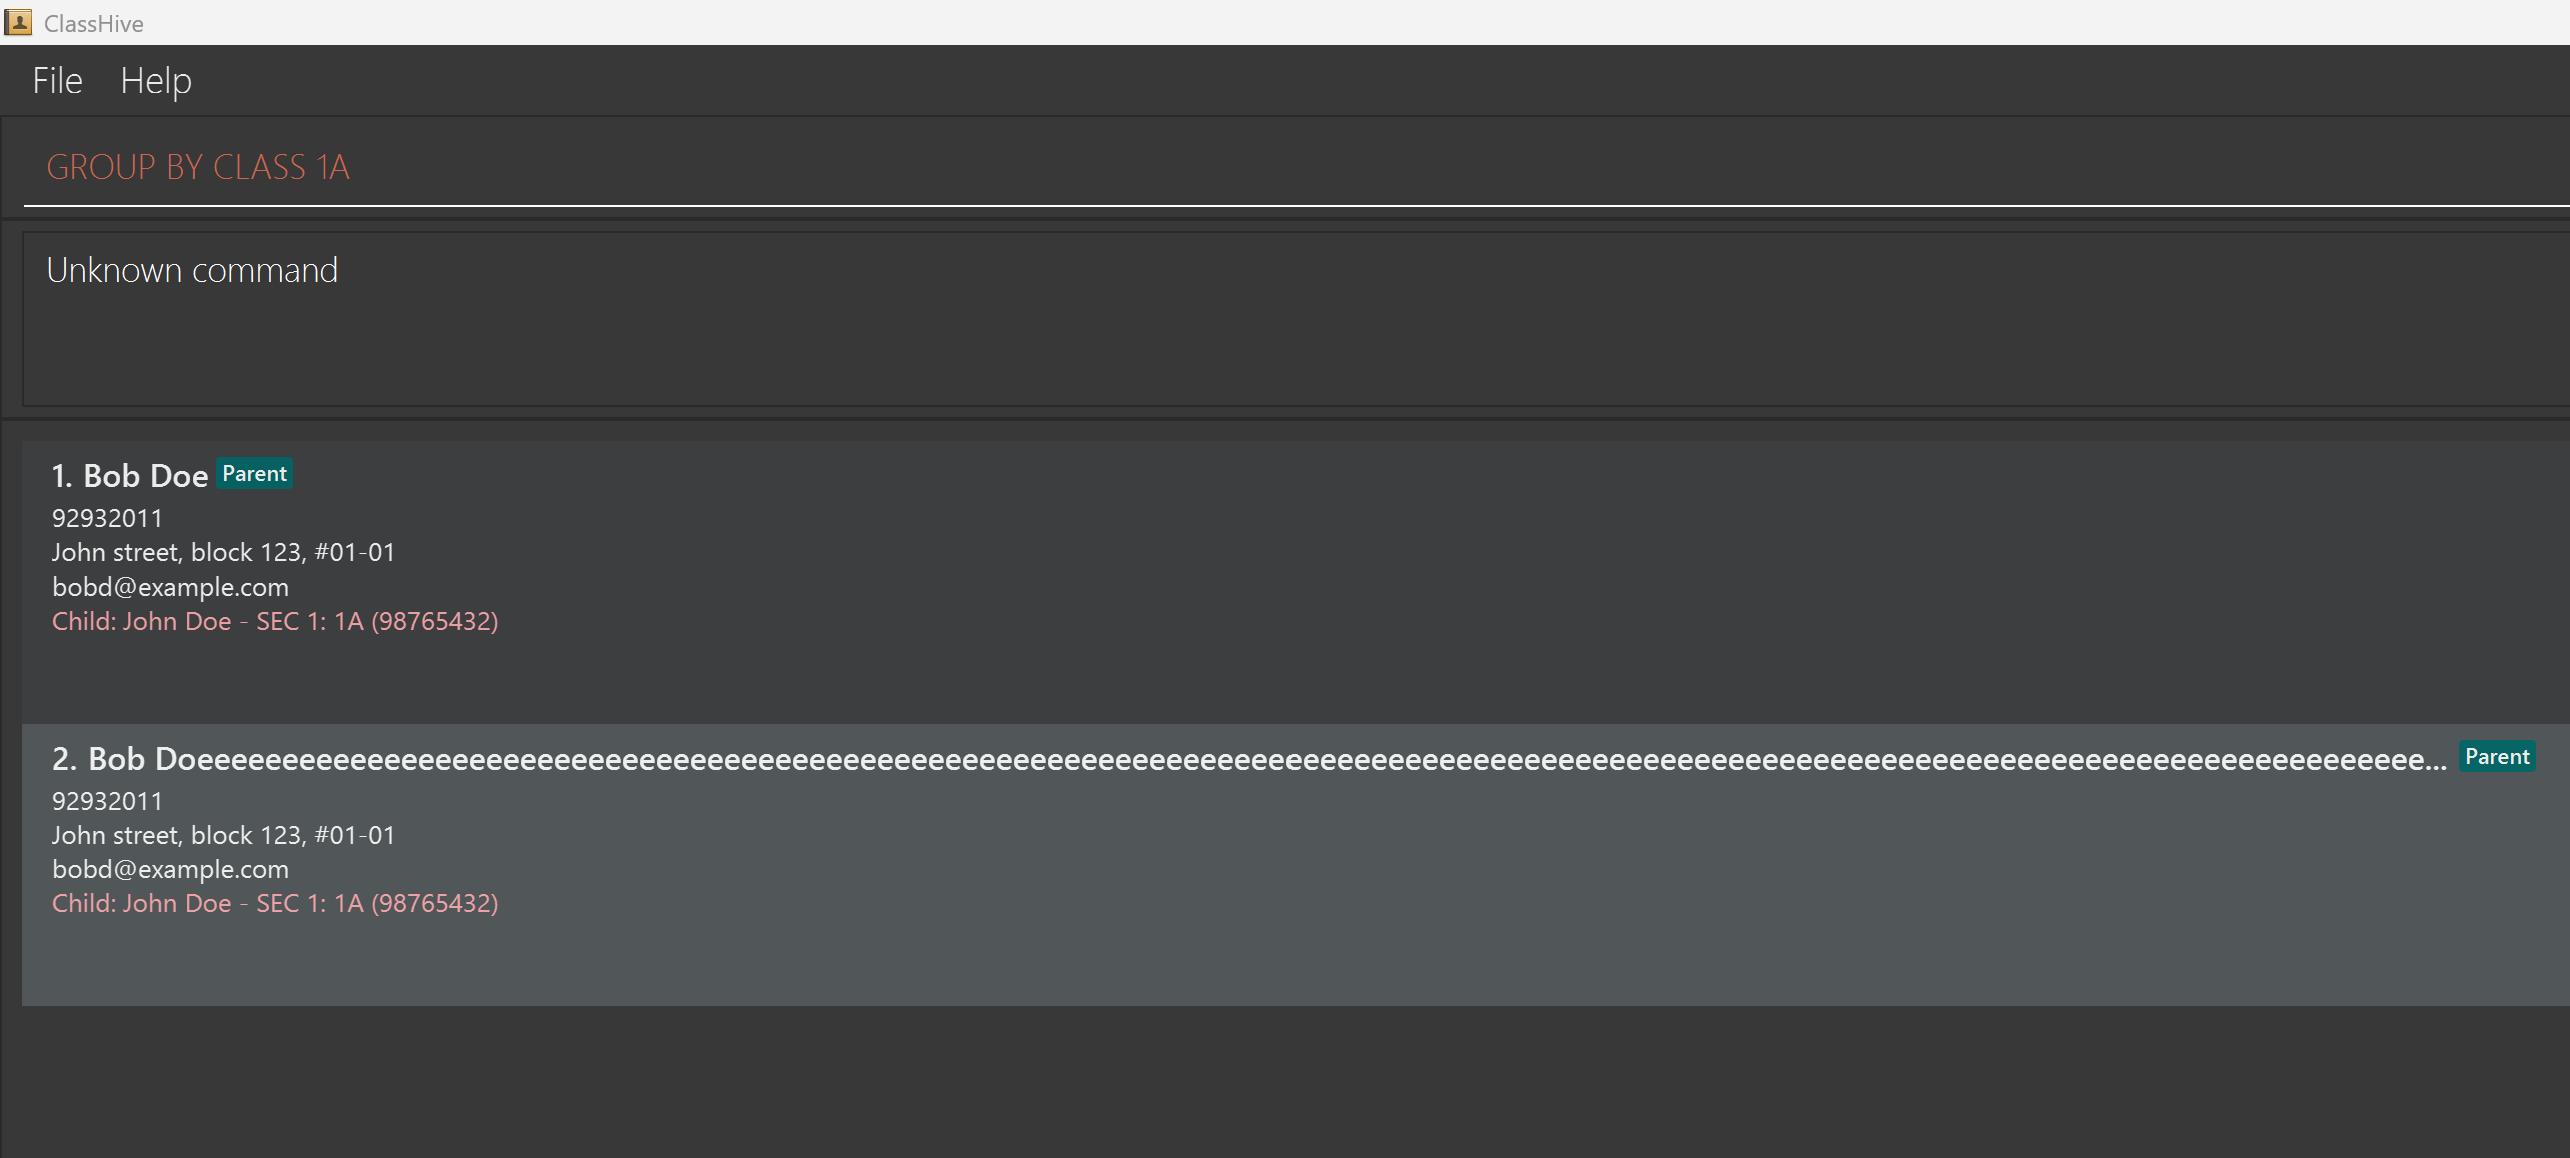 ClassHive
File Help
GROUP BY CLASS 1A
Unknown command
1. Bob Doe Parent
92932011
John street, block 123, #01-01
bobd@example.com
Child: John Doe - SEC 1: 1A (98765432)
2. Bob Doeeeeeeeeeeeeeeeeeeeeeeeeeeeeeeeeeeeeeeeeeeeeeeeeeeeeeeeeeeeeeeeeeeeeeeeeeeeeeeeeeeeeeeeeeeeeeeeeeeeeeeeeeeeeeeeeeeeeeeeeeeeeeeeeeee... Parent
92932011
John street, block 123, #01-01
bobd@example.com
Child: John Doe - SEC 1: 1A (98765432)